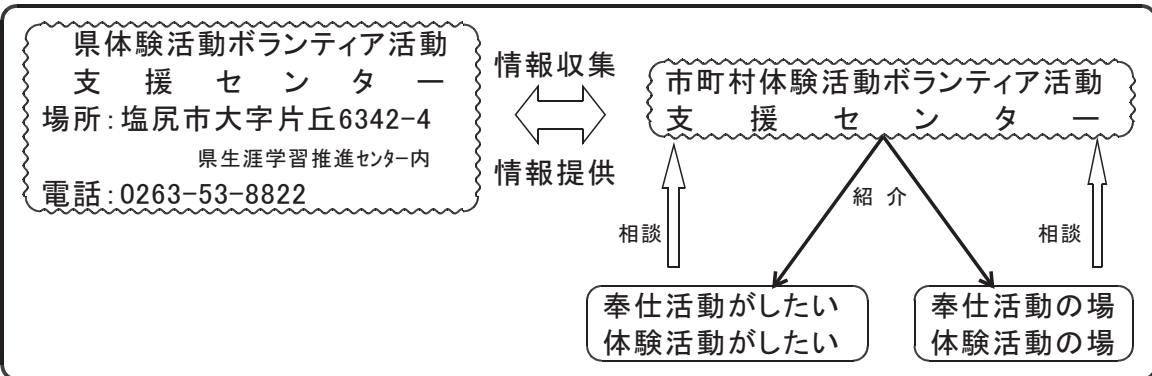 県体験活動ボランティア活動
支援センター
場所:塩尻市大字片丘6342-4
県生涯学習推進ｾﾝﾀｰ内
電話:0263-53-8822
情報収集
情報提供
市町村体験活動ボランティア活動
支援センター
相談
紹介
相談
奉仕活動がしたい
体験活動がしたい
奉仕活動の場
体験活動の場